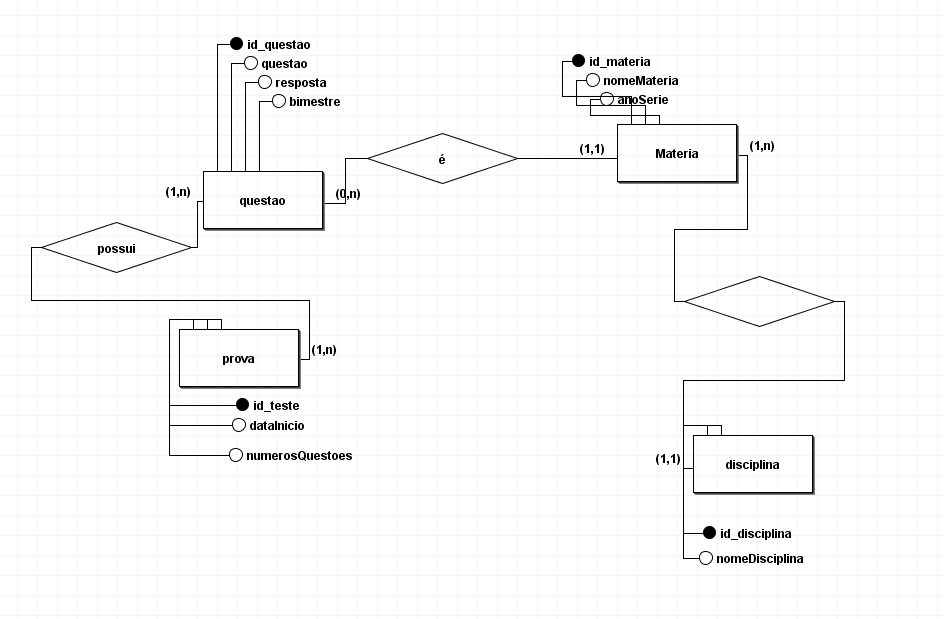 id_questao
questao
resposta
bimestre
id_materia
nomeMateria
anoSerie
é
(1,1)
Materia
(1,n)
(1,n)
questao
(0,n)
possui
prova
(1,n)
id_teste
dataInicio
numerosQuestoes
(1,1)
disciplina
id_disciplina
nomeDisciplina